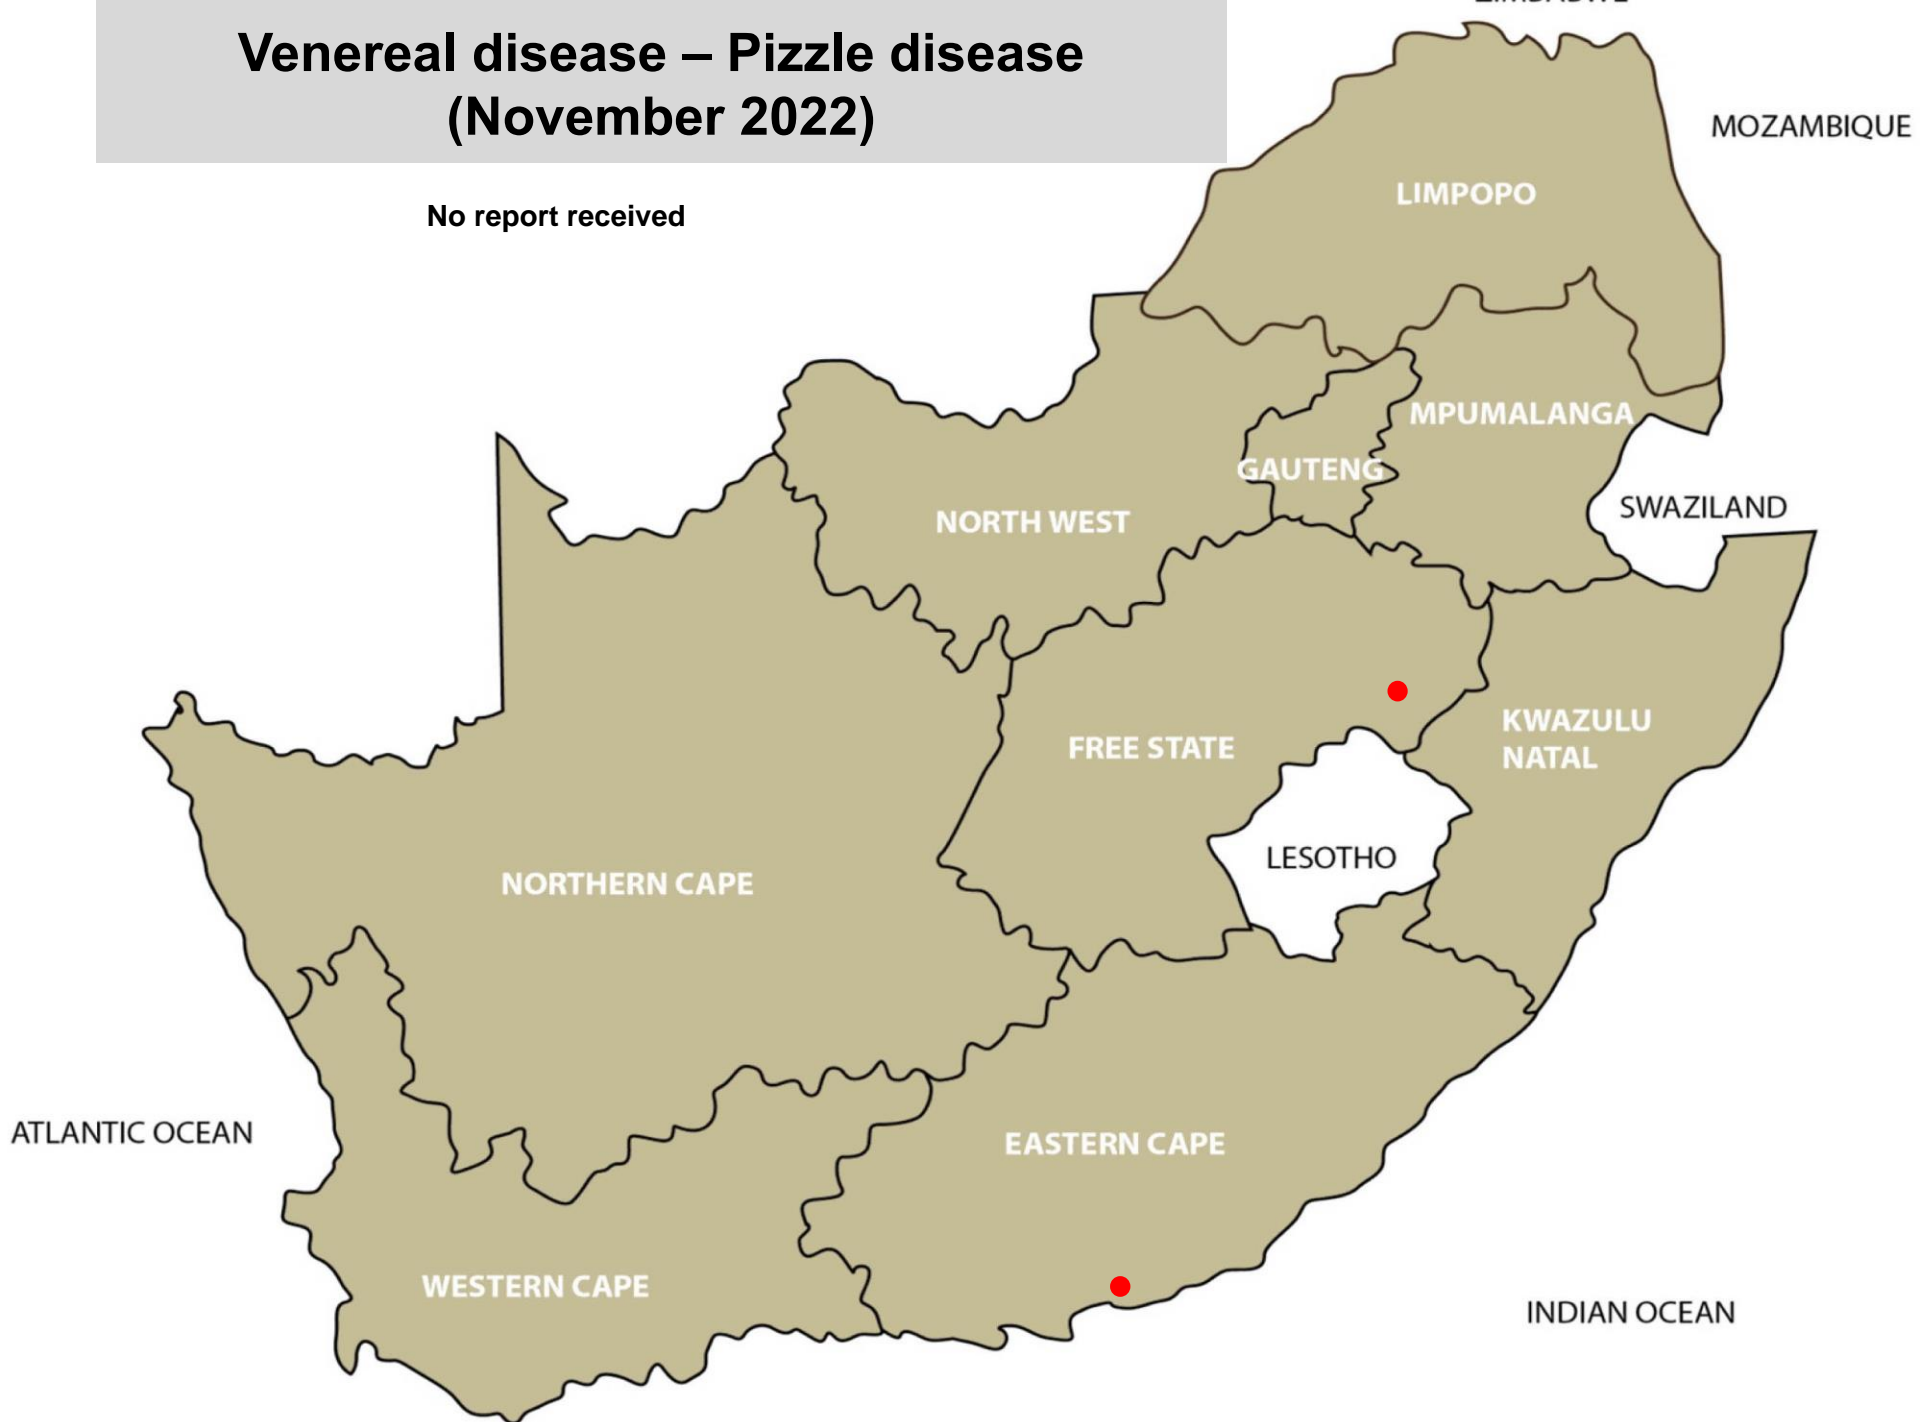 Venereal disease – Pizzle disease
(November 2022)
No report received
MOZAMBIQUE
LIMPOPO
MPUMALANGA
GAUTENG
SWAZILAND
NORTH WEST
KWAZULU
NATAL
FREE STATE
LESOTHO
NORTHERN CAPE
ATLANTIC OCEAN
EASTERN CAPE
WESTERN CAPE
INDIAN OCEAN